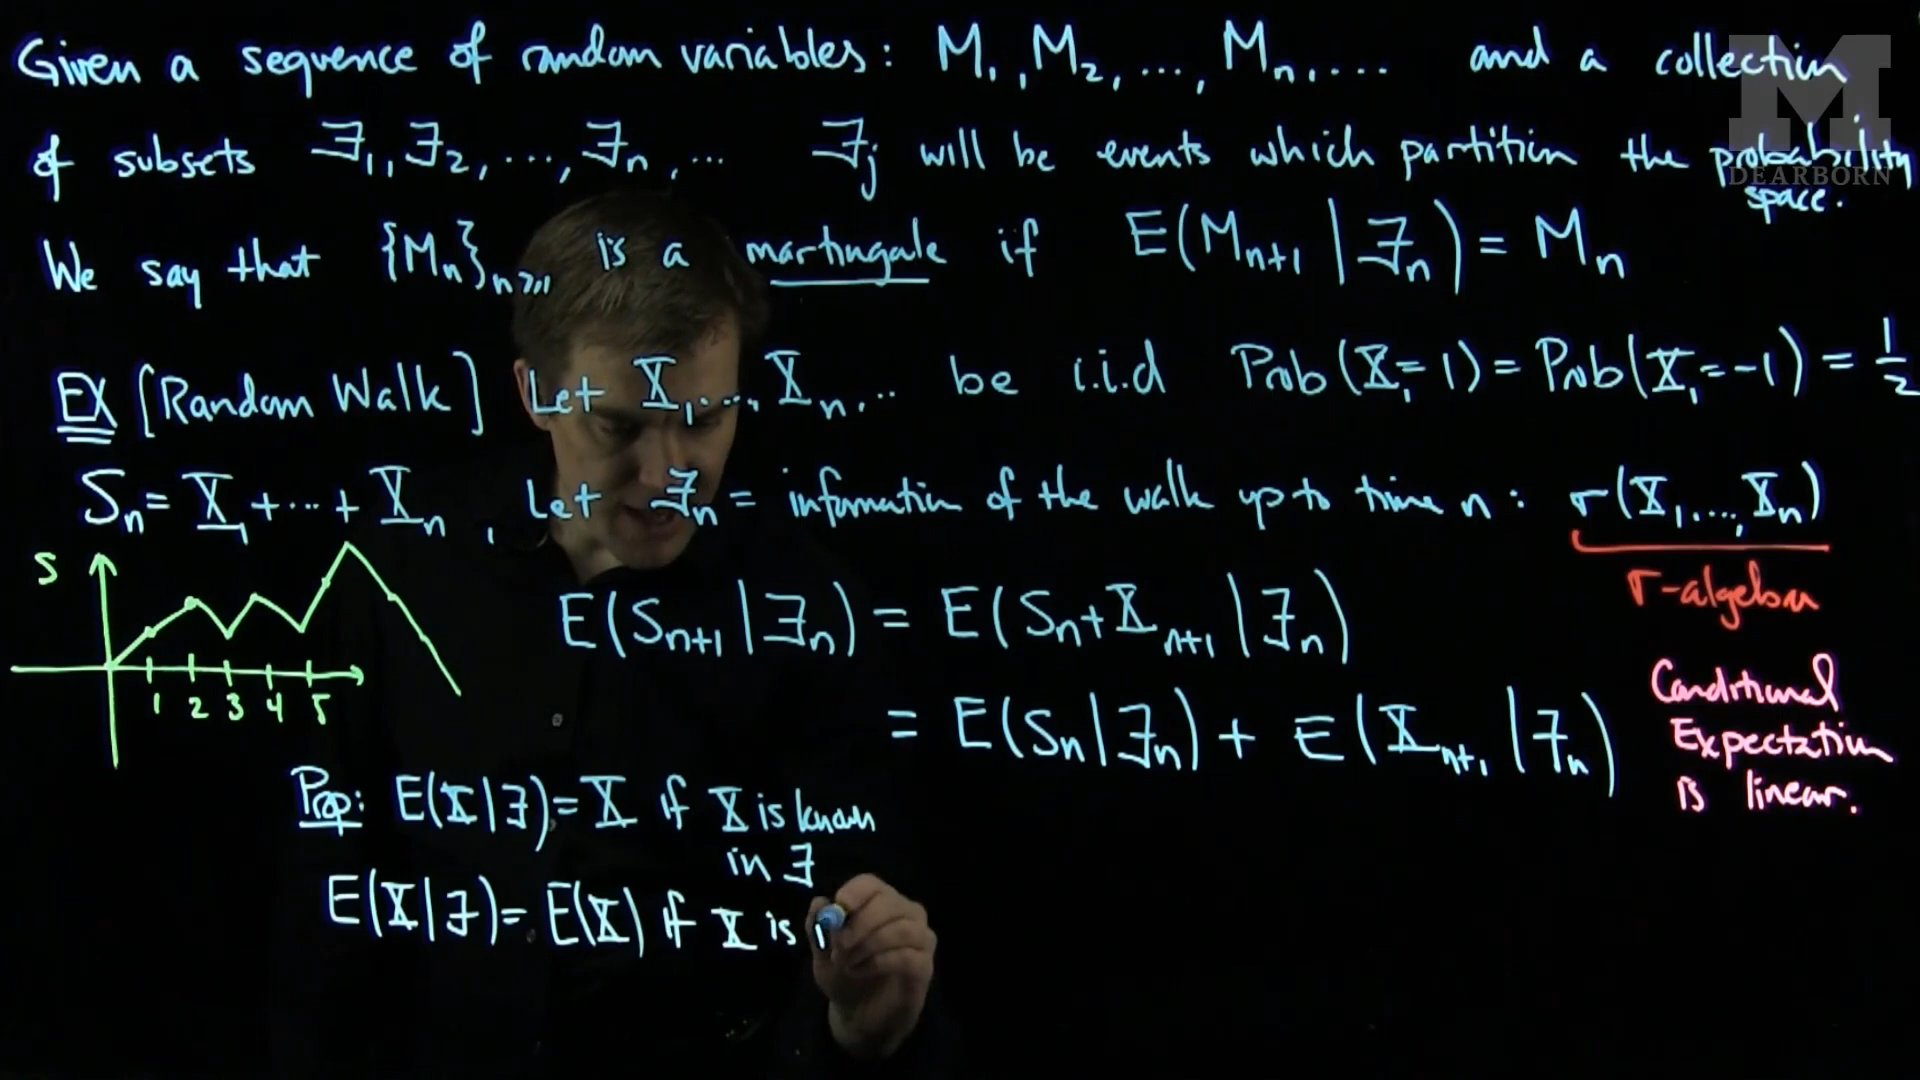 Given a sequence of random variables: M₁, M₂, ..., Mₙ, .... and a collection
of subsets ℱ₁, ℱ₂, ..., ℱₙ, ... ℱⱼ will be events which partition the probability
space.
We say that {Mₙ}ₙ≥₁ is a martingale if E(Mₙ₊₁ | ℱₙ) = Mₙ
EX [Random Walk] Let X₁, ..., Xₙ, .. be i.i.d Prob(X₁ = 1) = Prob(X₁ = -1) = 1/2
Sₙ = X₁ + ... + Xₙ, Let ℱₙ = information of the walk up to time n : σ(X₁, ..., Xₙ)
σ-algebra
S
1 2 3 4 5
E(Sₙ₊₁ | ℱₙ) = E(Sₙ + Xₙ₊₁ | ℱₙ)
= E(Sₙ | ℱₙ) + E(Xₙ₊₁ | ℱₙ)
Conditional
Expectation
is linear.
Prop: E(X | ℱ) = X if X is known
in ℱ
E(X | ℱ) = E(X) if X is i
M
DEARBORN